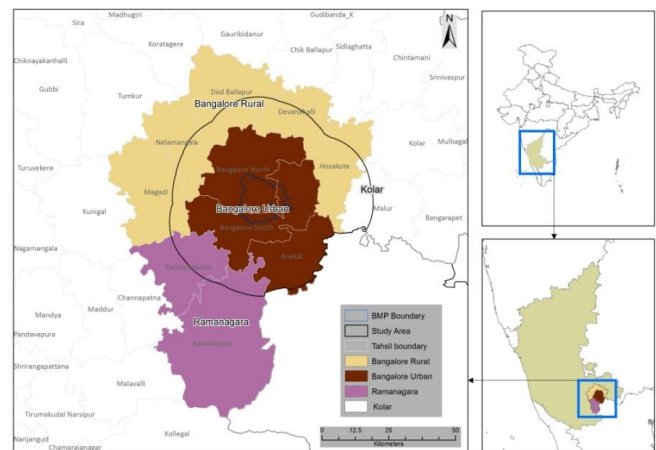 Madhugiri
Gudibanda_K
Sira
Gauribidanur
N
Koratagere
Chik Ballapur
Sidlaghatta
Chiknayakanhalli
Chintamani
Gubbi
Tumkur
Dod Ballapur
Srinivaspur
Bangalore Rural
Devanahalli
Nelamangala
Kolar
Mulbagal
Turuvekere
Bangalore North
Hosakote
Magadi
Kolar
Kunigal
Bangalore Urban
Malur
Bangarapet
Bangalore South
Nagamangala
Anekal
Ramanagaram
Channapatna
Mandya
Maddur
Ramanagara
Pandavapura
Kanakapura
Shrirangapattana
Malavalli
Tirumakudal Narsipur
Kollegal
Nanjangud
Chamarajanagar
BMP Boundary
Study Area
Tahsil boundary
Bangalore Rural
Bangalore Urban
Ramanagara
Kolar
0 12.5 25 50
Kilometers